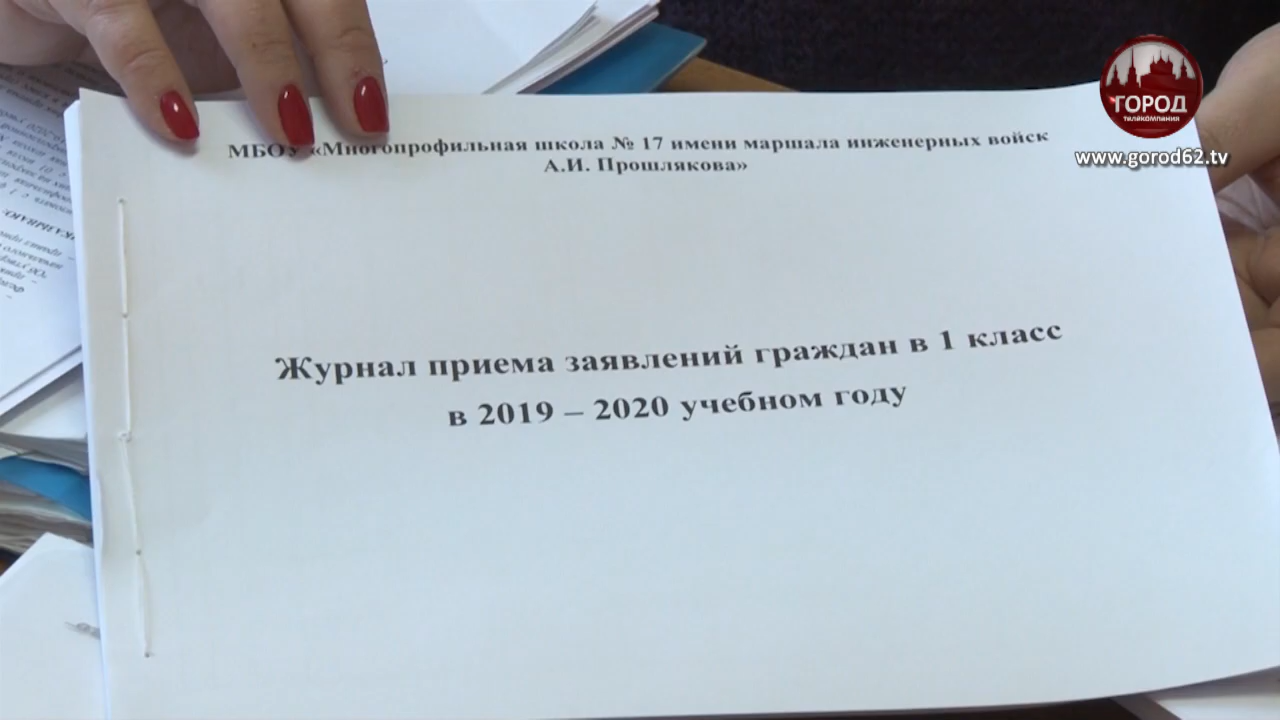 ГОРОД
телекомпания
www.gorod62.tv
МБОУ «Многопрофильная школа № 17 имени маршала инженерных войск
А.И. Прошлякова»
Журнал приема заявлений граждан в 1 класс
в 2019 – 2020 учебном году